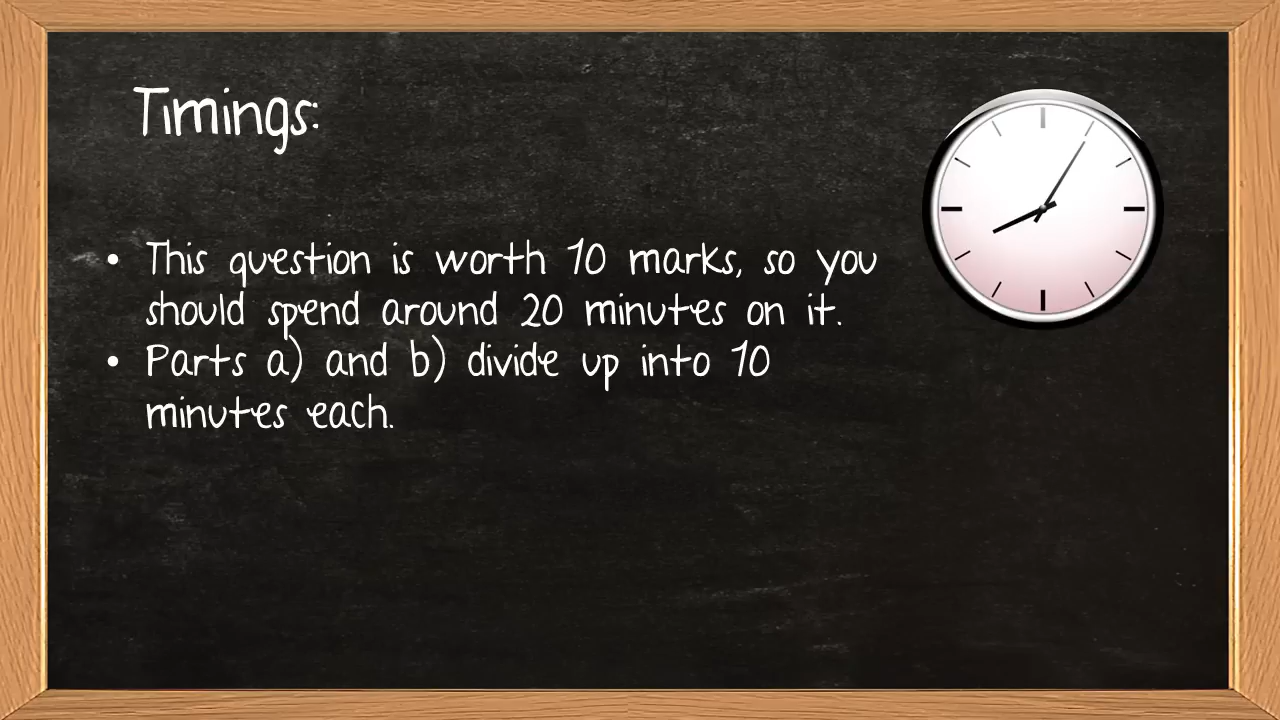 Timings:
• This question is worth 10 marks, so you
should spend around 20 minutes on it.
• Parts a) and b) divide up into 10
minutes each.